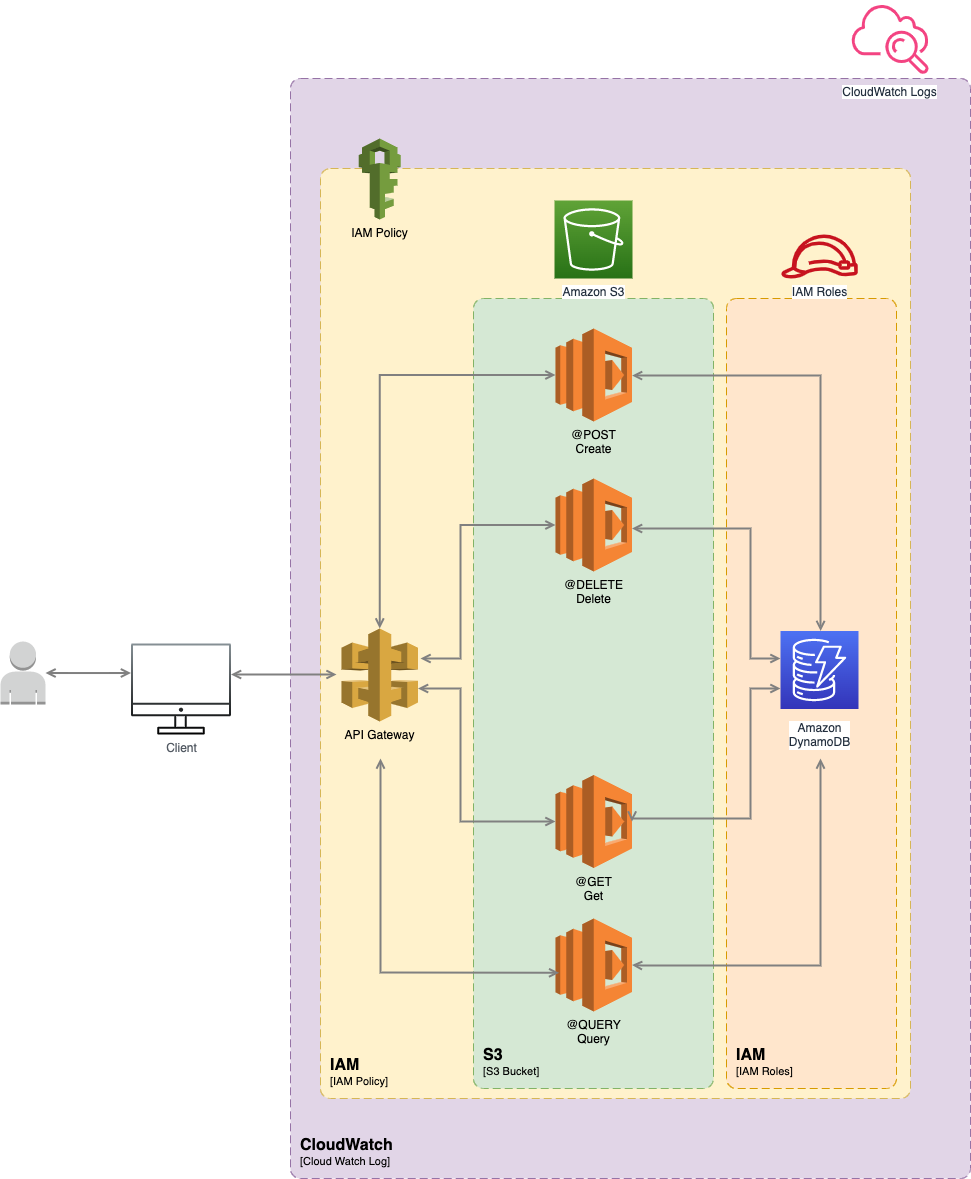 CloudWatch Logs
IAM Policy
Amazon S3
IAM Roles
@POST
Create
@DELETE
Delete
Client
API Gateway
Amazon
DynamoDB
@GET
Get
@QUERY
Query
IAM
[IAM Policy]
S3
[S3 Bucket]
IAM
[IAM Roles]
CloudWatch
[Cloud Watch Log]